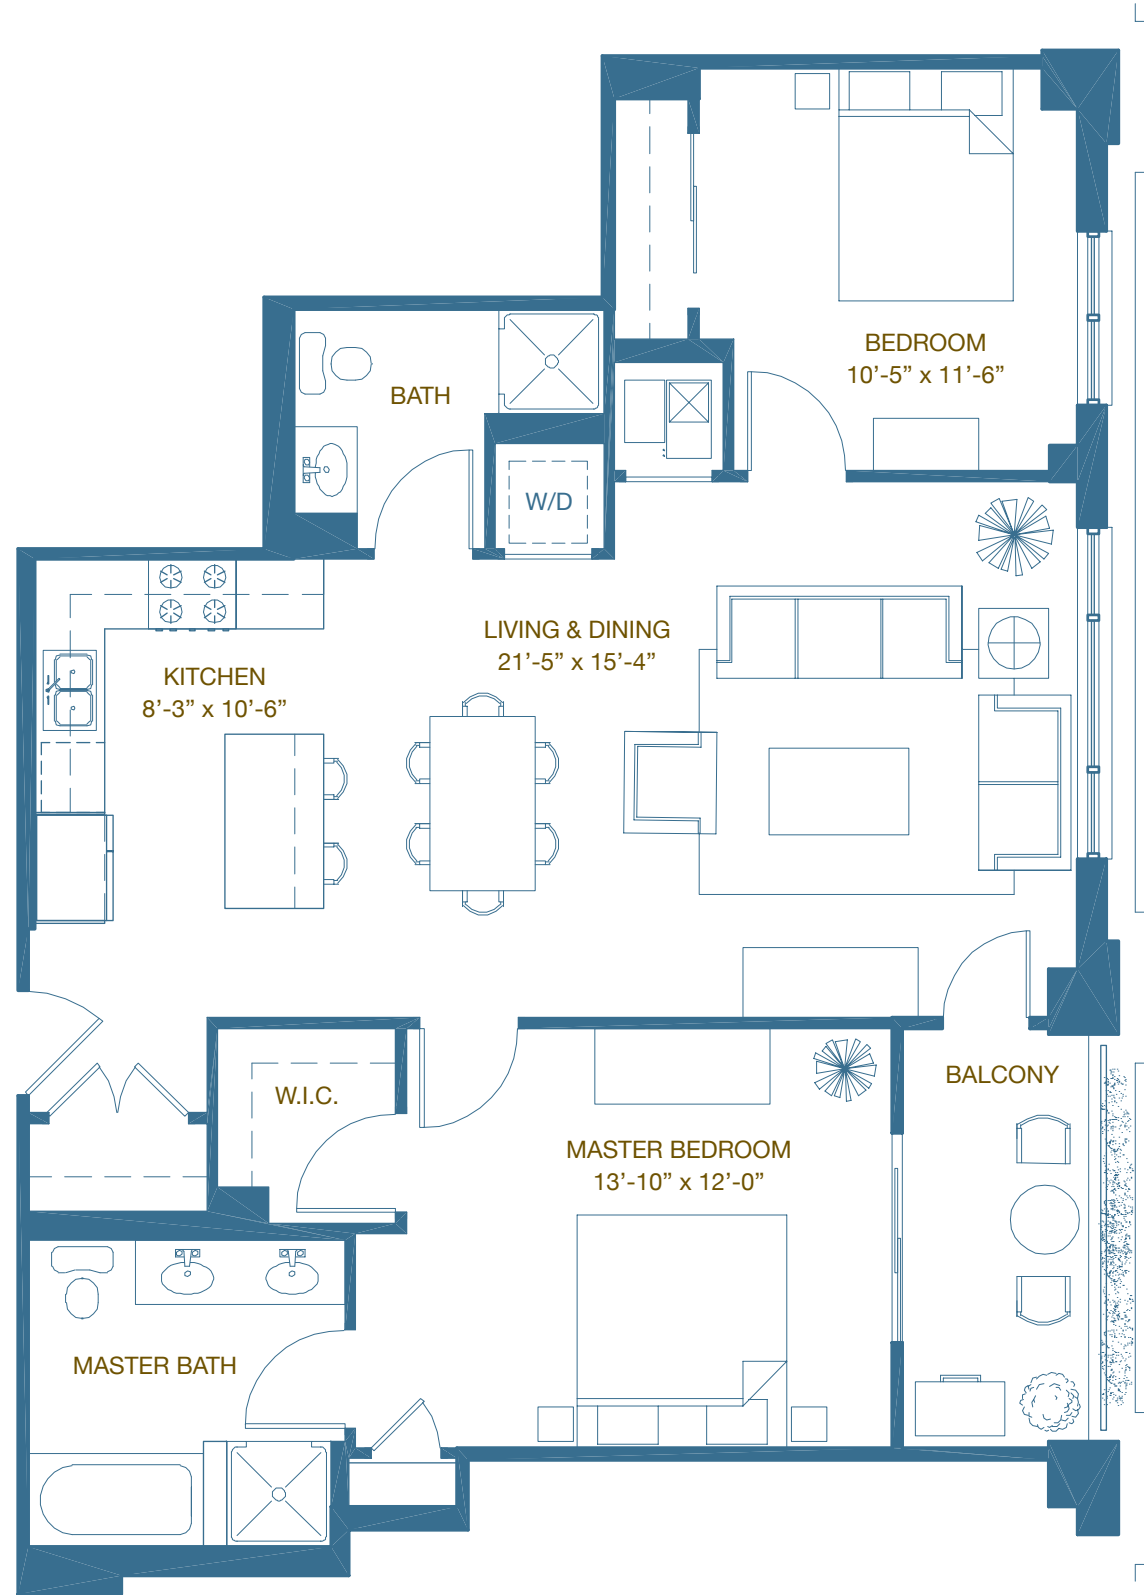 BEDROOM
10’-5” x 11’-6”
BATH
W/D
LIVING & DINING
21’-5” x 15’-4”
KITCHEN
8’-3” x 10’-6”
BALCONY
W.I.C.
MASTER BEDROOM
13’-10” x 12’-0”
MASTER BATH